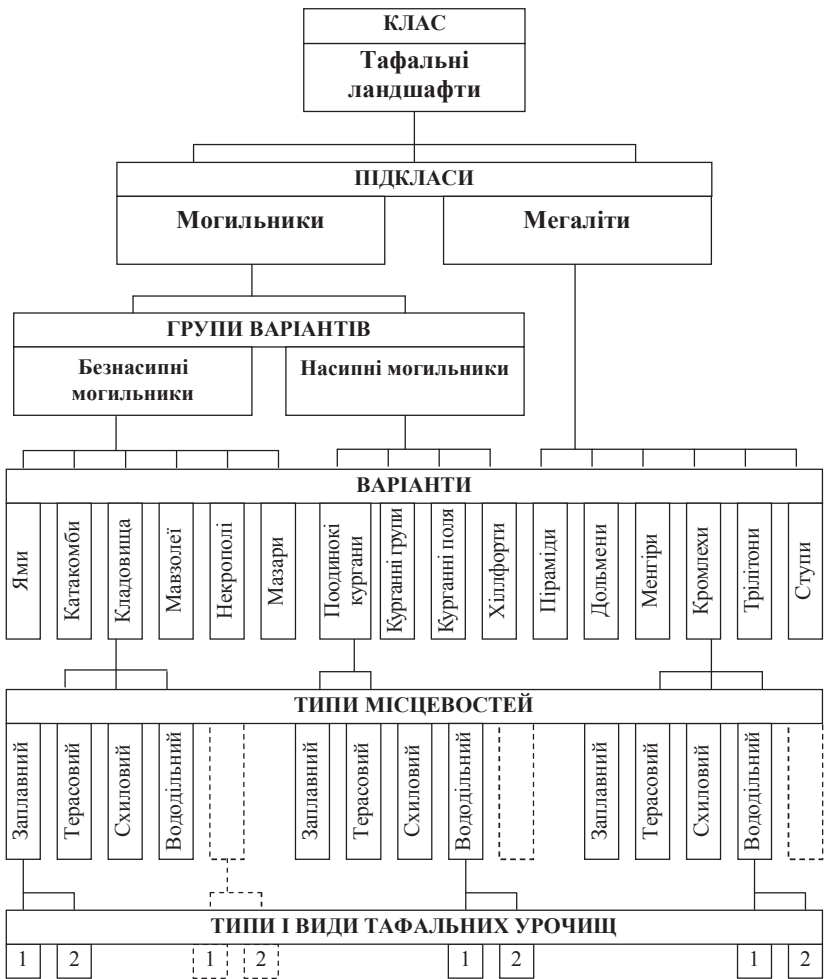 КЛАС
Тафальні
ландшафти
ПІДКЛАСИ
Могильники
Мегаліти
ГРУПИ ВАРІАНТІВ
Безнасипні
могильники
Насипні могильники
ВАРІАНТИ
Ями
Катакомби
Кладовища
Мавзолеї
Некрополі
Мазари
Поодинокі
кургани
Курганні групи
Курганні поля
Хіллфорти
Піраміди
Дольмени
Менгіри
Кромлехи
Трілітони
Ступи
ТИПИ МІСЦЕВОСТЕЙ
Заплавний
Терасовий
Схиловий
Вододільний
Заплавний
Терасовий
Схиловий
Вододільний
Заплавний
Терасовий
Схиловий
Вододільний
ТИПИ І ВИДИ ТАФАЛЬНИХ УРОЧИЩ
1 2 1 2 1 2 1 2